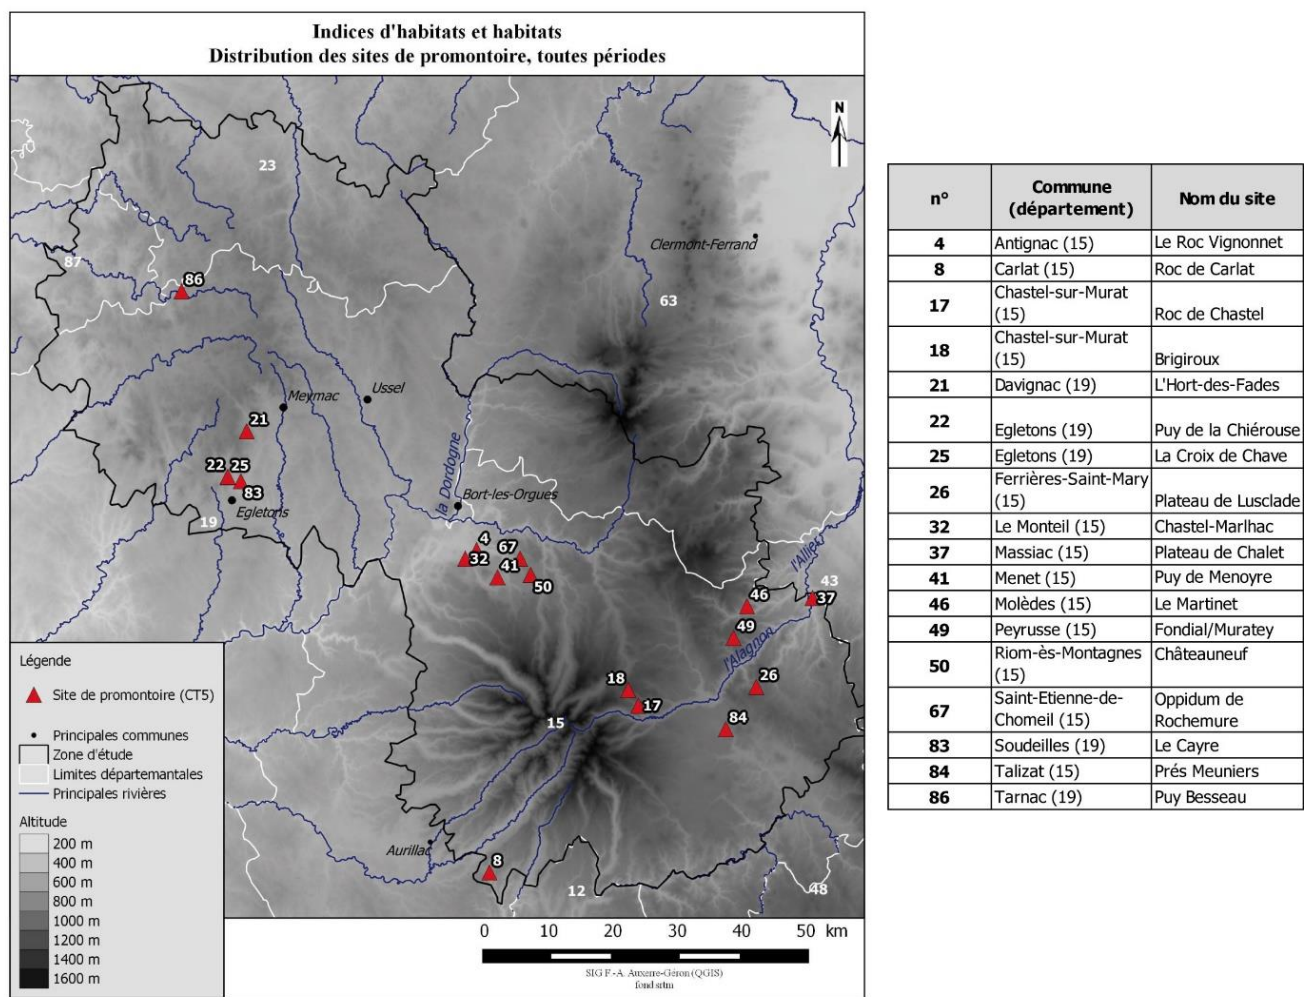 Indices d'habitats et habitats
Distribution des sites de promontoire, toutes périodes
N
23
Clermont-Ferrand
87
86
63
Meymac
Ussel
21
22
25
83
Egletons
19
la Dordogne
Bort-les-Orgues
4
67
32
41
50
l'Allier
43
46
37
49
l'Alagnon
18
26
17
15
84
Aurillac
8
12
48
Légende
Site de promontoire (CT5)
Principales communes
Zone d'étude
Limites départemantales
Principales rivières
Altitude
200 m
400 m
600 m
800 m
1000 m
1200 m
1400 m
1600 m
0 10 20 30 40 50 km
SIG F.-A. Auxerre-Géron (QGIS)
fond srtm
n° Commune (département) Nom du site
4 Antignac (15) Le Roc Vignonnet
8 Carlat (15) Roc de Carlat
17 Chastel-sur-Murat (15) Roc de Chastel
18 Chastel-sur-Murat (15) Brigiroux
21 Davignac (19) L'Hort-des-Fades
22 Egletons (19) Puy de la Chiérouse
25 Egletons (19) La Croix de Chave
26 Ferrières-Saint-Mary (15) Plateau de Lusclade
32 Le Monteil (15) Chastel-Marlhac
37 Massiac (15) Plateau de Chalet
41 Menet (15) Puy de Menoyre
46 Molèdes (15) Le Martinet
49 Peyrusse (15) Fondial/Muratey
50 Riom-ès-Montagnes (15) Châteauneuf
67 Saint-Etienne-de-Chomeil (15) Oppidum de Rochemure
83 Soudeilles (19) Le Cayre
84 Talizat (15) Prés Meuniers
86 Tarnac (19) Puy Besseau